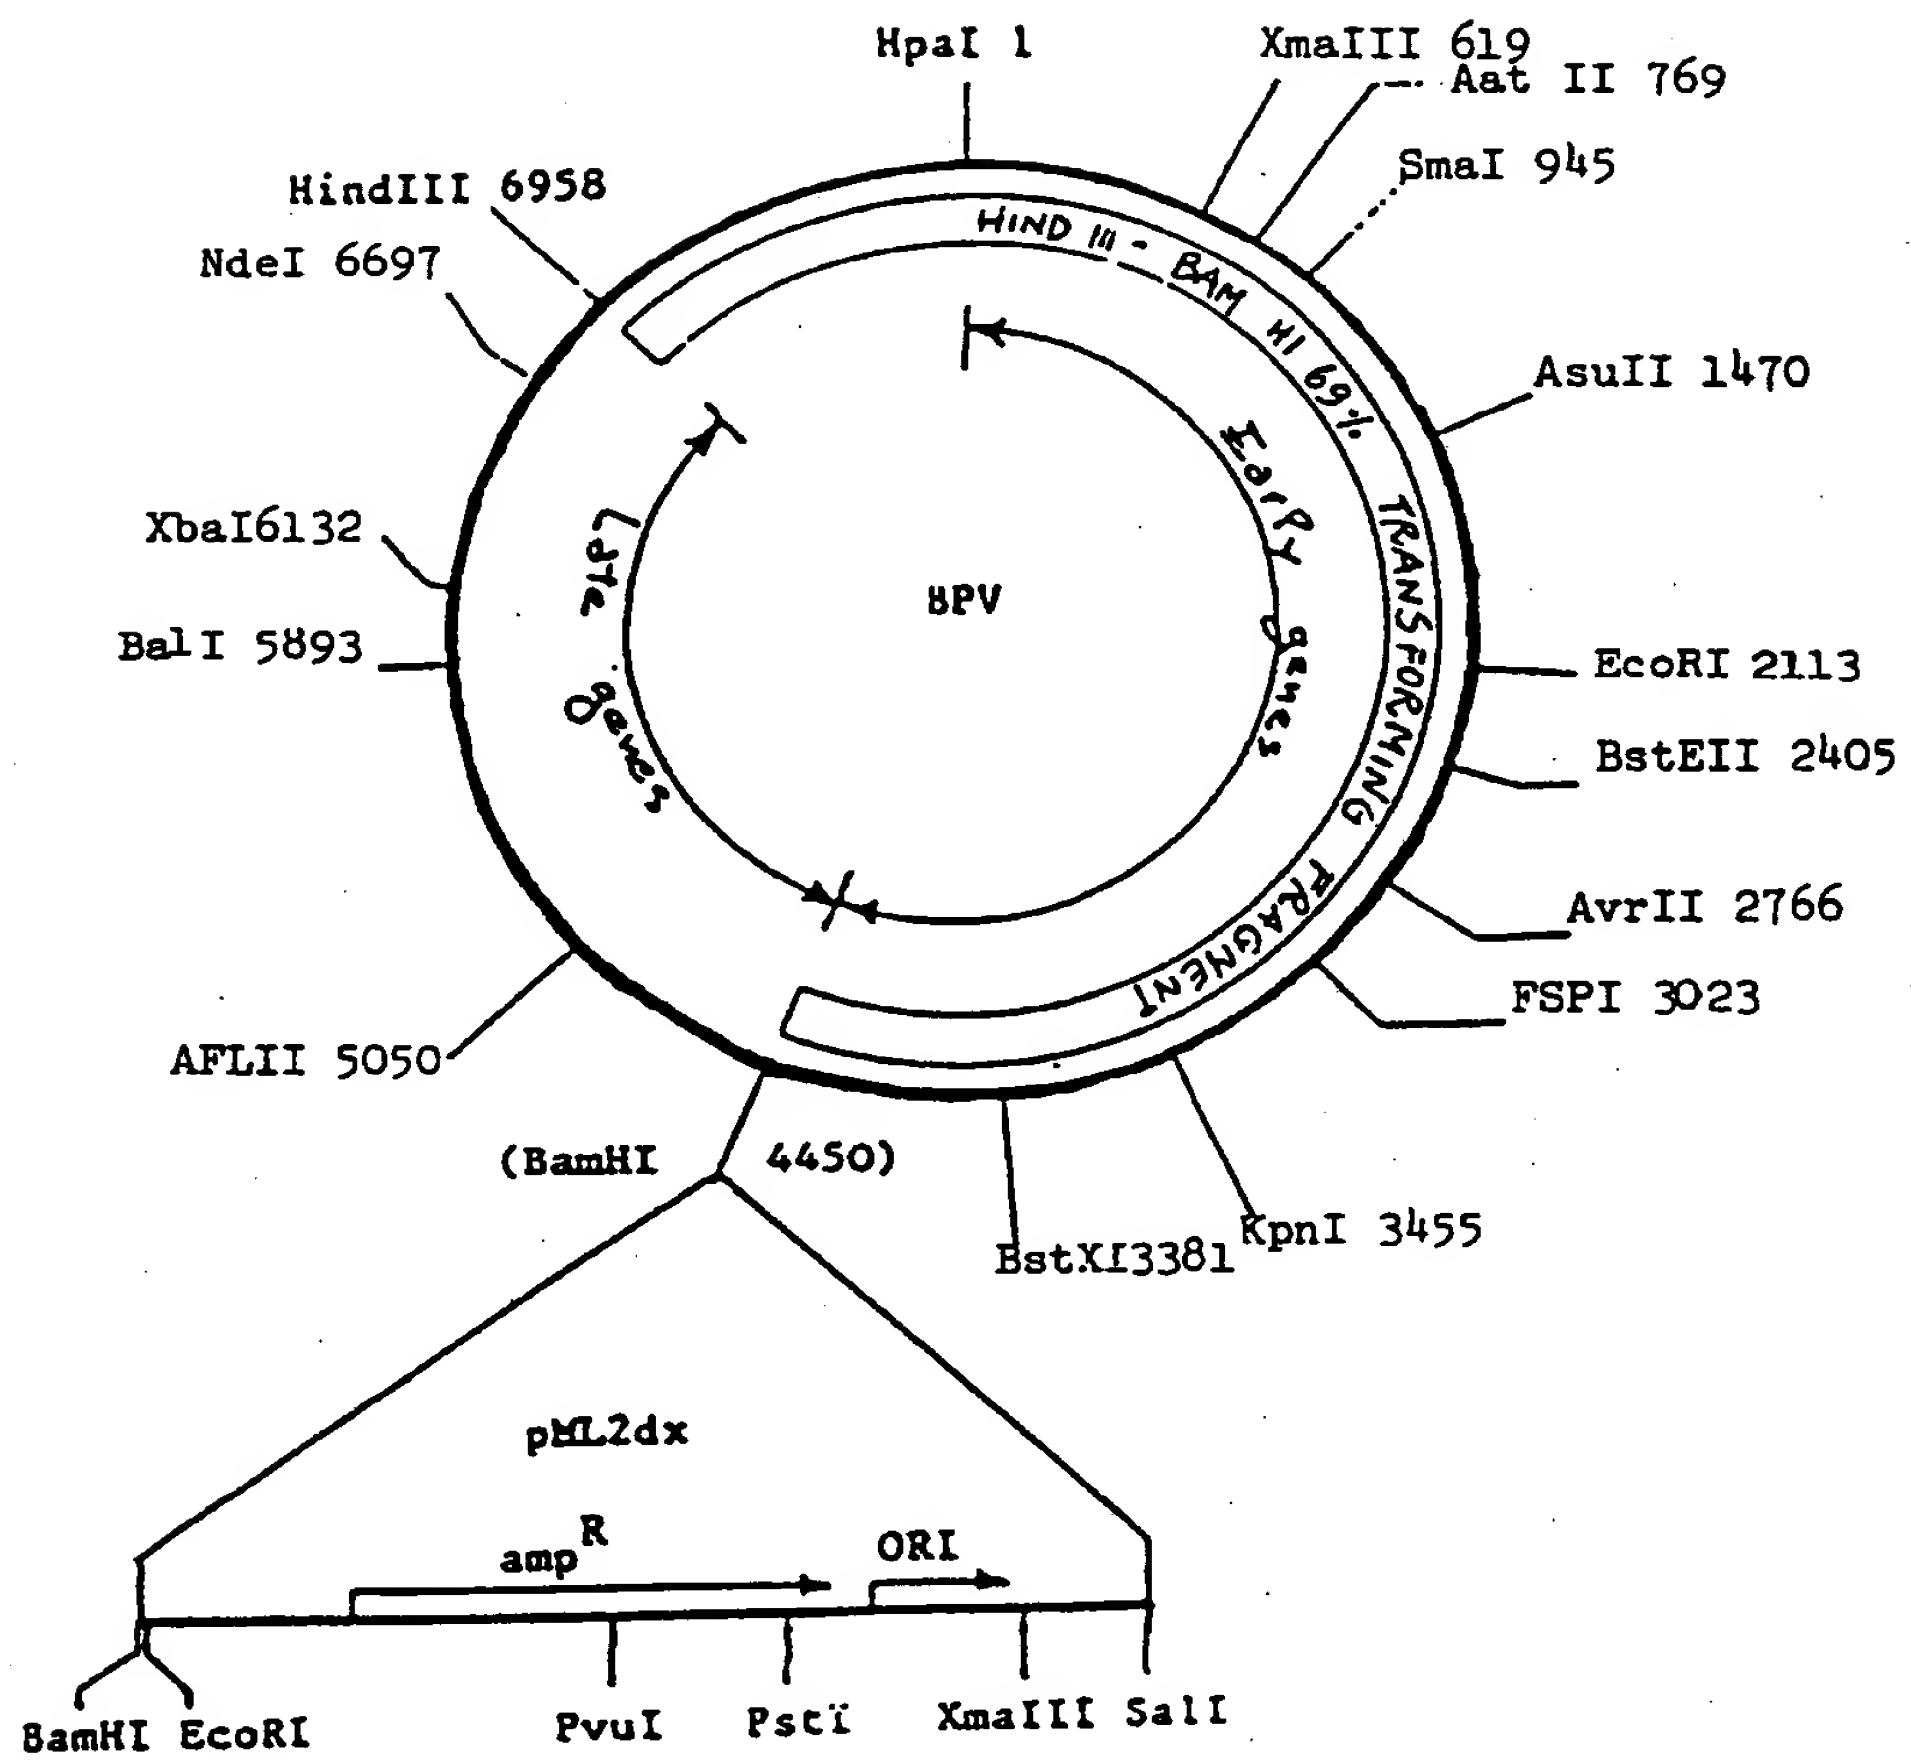 HpaI 1
XmaIII 619
Aat II 769
SmaI 945
HindIII 6958
NdeI 6697
HIND III - BAM HI 69% TRANSFORMING FRAGNENT
AsuII 1470
Early genes
XbaI6132
Late genes
BPV
BalI 5893
EcoRI 2113
BstEII 2405
AvrII 2766
FSPI 3023
AFLII 5050
(BamHI 4450)
KpnI 3455
BstXI3381
pML2dx
amp R
ORI
BamHI EcoRI PvuI PstI XmaIII SalI